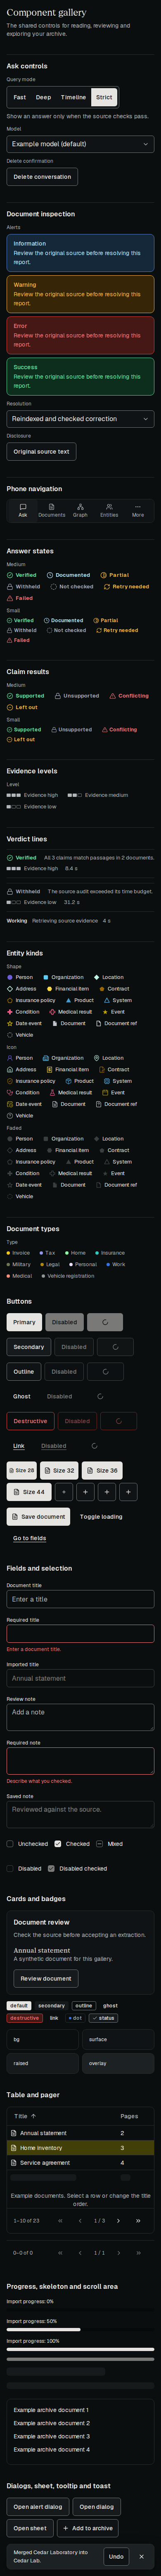 Component gallery
The shared controls for reading, reviewing and
exploring your archive.
Ask controls
Query mode
Fast Deep Timeline Strict
Show an answer only when the source check passes.
Model
Example model (default)
Delete confirmation
Delete conversation
Document inspection
Alerts
Information
Review the original source before resolving this
report.
Warning
Review the original source before resolving this
report.
Error
Review the original source before resolving this
report.
Success
Review the original source before resolving this
report.
Resolution
Reindexed and checked correction
Disclosure
Original source text
Phone navigation
Ask Documents Graph Entities More
Answer states
Medium
Verified Documented Partial
Withheld Not checked Retry needed
Failed
Small
Verified Documented Partial
Withheld Not checked Retry needed
Failed
Claim results
Medium
Supported Unsupported Conflicting
Left out
Small
Supported Unsupported Conflicting
Left out
Evidence levels
Level
Evidence high Evidence medium
Evidence low
Verdict lines
Verified All 3 claims match passages in 2 documents.
Evidence high 8.4 s
Withheld The source audit exceeded its time budget.
Evidence low 31.2 s
Working Retrieving source evidence 4 s
Entity kinds
Shape
Person Organization Location
Address Financial item Contract
Insurance policy Product System
Condition Medical result Event
Date event Document Document ref
Vehicle
Icon
Person Organization Location
Address Financial item Contract
Insurance policy Product System
Condition Medical result Event
Date event Document Document ref
Vehicle
Faded
Person Organization Location
Address Financial item Contract
Insurance policy Product System
Condition Medical result Event
Date event Document Document ref
Vehicle
Document types
Type
Invoice Tax Home Insurance
Military Legal Personal Work
Medical Vehicle registration
Buttons
Primary Disabled
Secondary Disabled
Outline Disabled
Ghost Disabled
Destructive Disabled
Link Disabled
Size 28 Size 32 Size 36
Size 44
Save document Toggle loading
Go to fields
Fields and selection
Document title
Enter a title
Required title
Enter a document title.
Imported title
Annual statement
Review note
Add a note
Required note
Describe what you checked.
Saved note
Reviewed against the source.
Unchecked Checked Mixed
Disabled Disabled checked
Cards and badges
Document review
Check the source before accepting an extraction.
Annual statement
A synthetic document for this gallery.
Review document
default secondary outline ghost
destructive link dot status
bg surface
raised overlay
Table and pager
Title Pages
Annual statement 2
Home inventory 3
Service agreement 4
Example documents. Select a row or change the title
order.
1–10 of 23 1 / 3
0–0 of 0 1 / 1
Progress, skeleton and scroll area
Import progress: 0%
Import progress: 50%
Import progress: 100%
Example archive document 1
Example archive document 2
Example archive document 3
Example archive document 4
Dialogs, sheet, tooltip and toast
Open alert dialog Open dialog
Open sheet Add to archive
Merged Cedar Laboratory into
Cedar Lab.
Undo